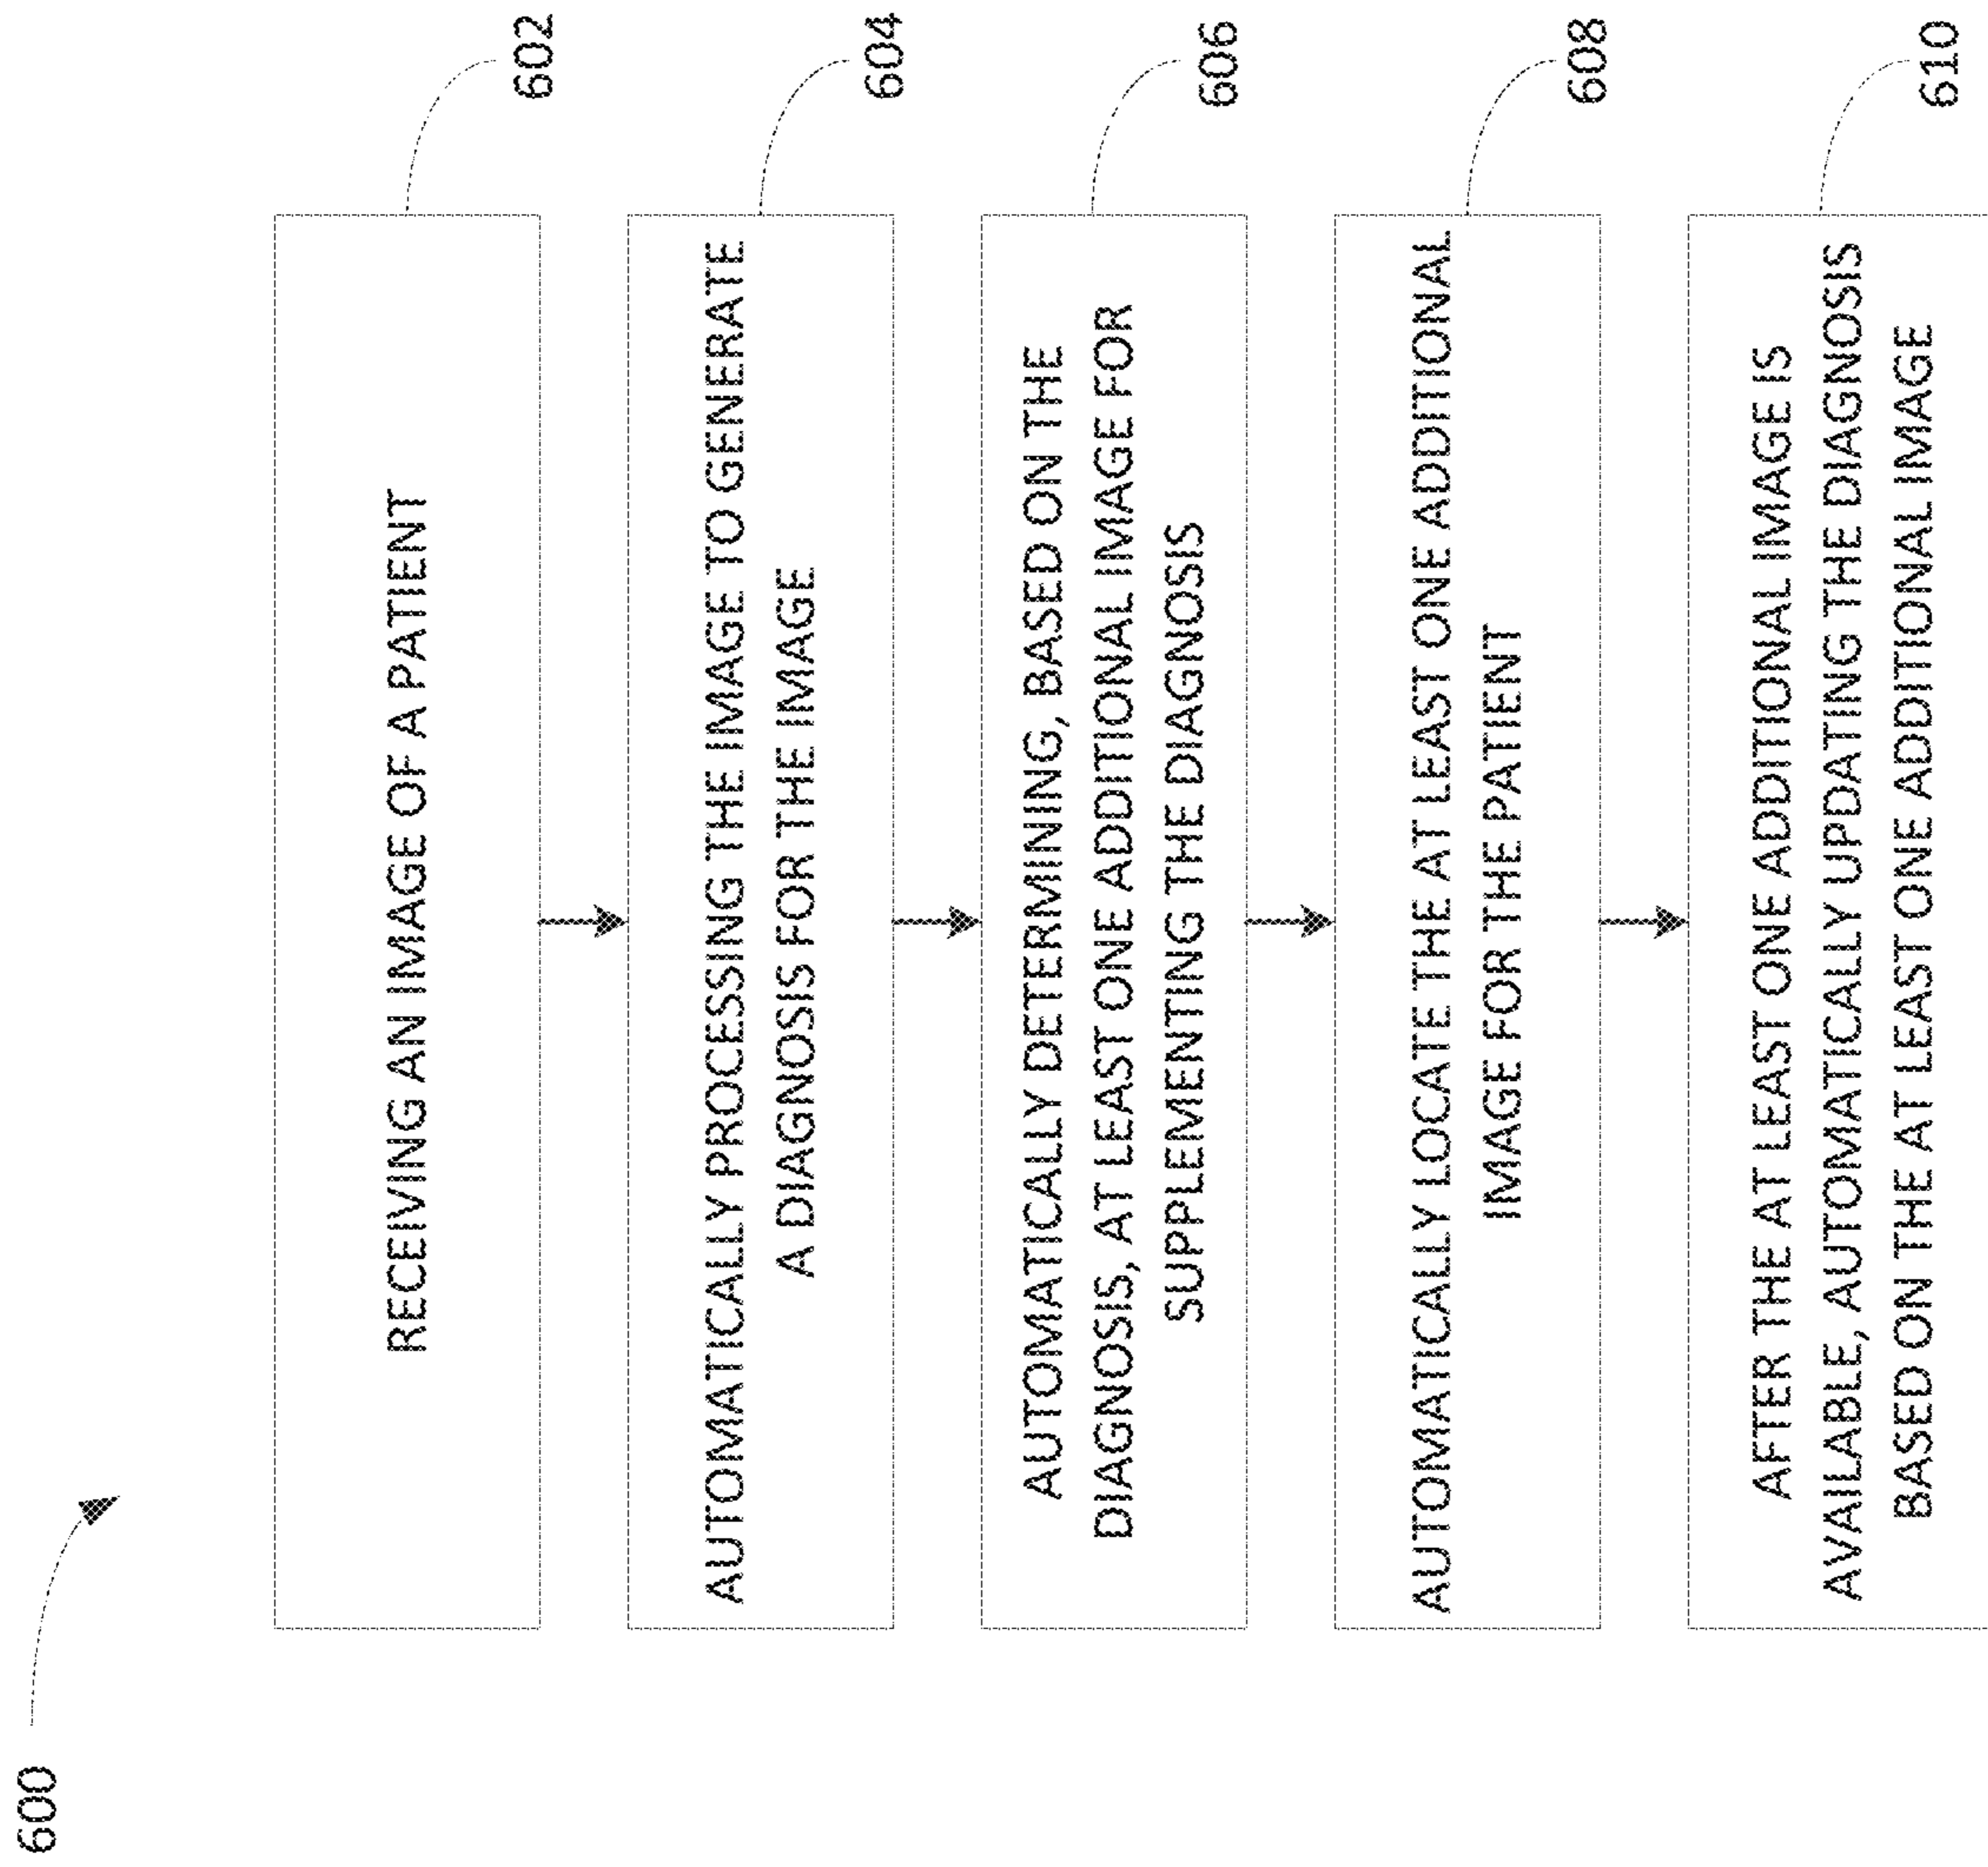 600
RECEIVING AN IMAGE OF A PATIENT
602
AUTOMATICALLY PROCESSING THE IMAGE TO GENERATE
A DIAGNOSIS FOR THE IMAGE
604
AUTOMATICALLY DETERMINING, BASED ON THE
DIAGNOSIS, AT LEAST ONE ADDITIONAL IMAGE FOR
SUPPLEMENTING THE DIAGNOSIS
606
AUTOMATICALLY LOCATE THE AT LEAST ONE ADDITIONAL
IMAGE FOR THE PATIENT
608
AFTER THE AT LEAST ONE ADDITIONAL IMAGE IS
AVAILABLE, AUTOMATICALLY UPDATING THE DIAGNOSIS
BASED ON THE AT LEAST ONE ADDITIONAL IMAGE
610